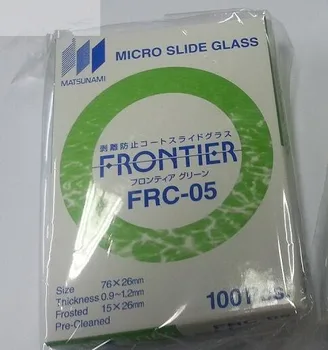 MICRO SLIDE GLASS
MATSUNAMI
剥離防止コートスライドグラス
FRONTIER
フロンティア グリーン
FRC-05
Size 76×26mm
Thickness 0.9~1.2mm
Frosted 15×26mm
Pre-Cleaned
100